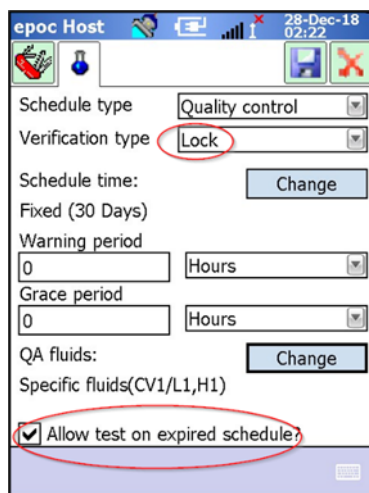 epoc Host
28-Dec-18
02:22
Schedule type
Quality control
Verification type
Lock
Schedule time:
Change
Fixed (30 Days)
Warning period
0
Hours
Grace period
0
Hours
QA fluids:
Change
Specific fluids(CV1/L1,H1)
Allow test on expired schedule?